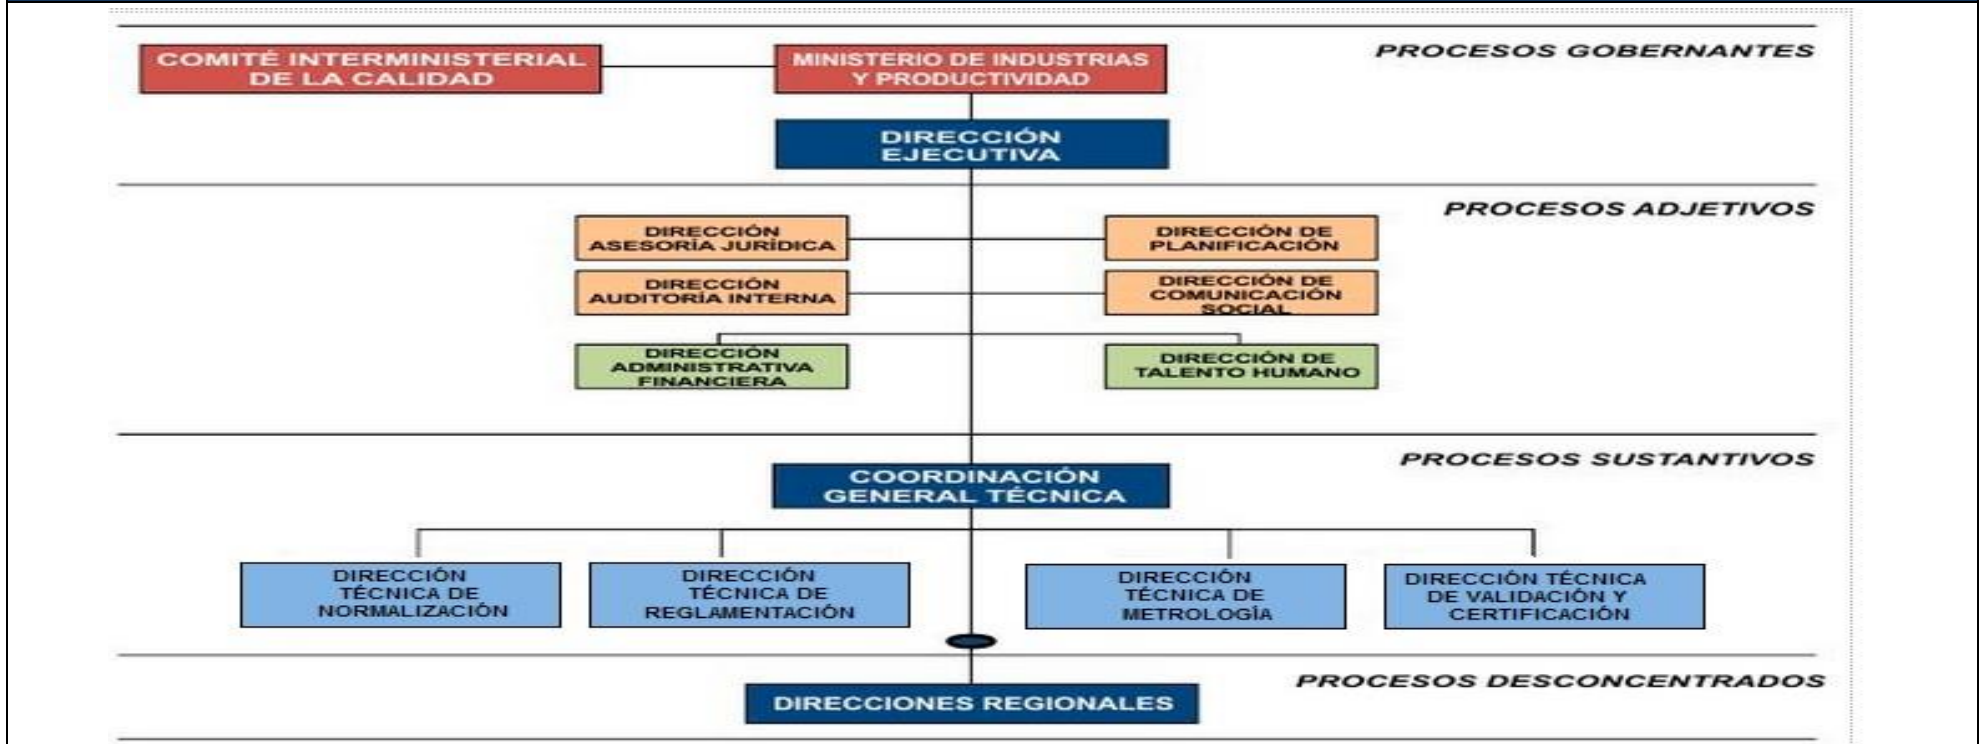 PROCESOS GOBERNANTES
COMITÉ INTERMINISTERIAL
DE LA CALIDAD
MINISTERIO DE INDUSTRIAS
Y PRODUCTIVIDAD
DIRECCIÓN
EJECUTIVA
PROCESOS ADJETIVOS
DIRECCIÓN
ASESORÍA JURÍDICA
DIRECCIÓN DE
PLANIFICACIÓN
DIRECCIÓN
AUDITORÍA INTERNA
DIRECCIÓN DE
COMUNICACIÓN
SOCIAL
DIRECCIÓN
ADMINISTRATIVA
FINANCIERA
DIRECCIÓN DE
TALENTO HUMANO
PROCESOS SUSTANTIVOS
COORDINACIÓN
GENERAL TÉCNICA
DIRECCIÓN
TÉCNICA DE
NORMALIZACIÓN
DIRECCIÓN
TÉCNICA DE
REGLAMENTACIÓN
DIRECCIÓN
TÉCNICA DE
METROLOGÍA
DIRECCIÓN TÉCNICA
DE VALIDACIÓN Y
CERTIFICACIÓN
PROCESOS DESCONCENTRADOS
DIRECCIONES REGIONALES